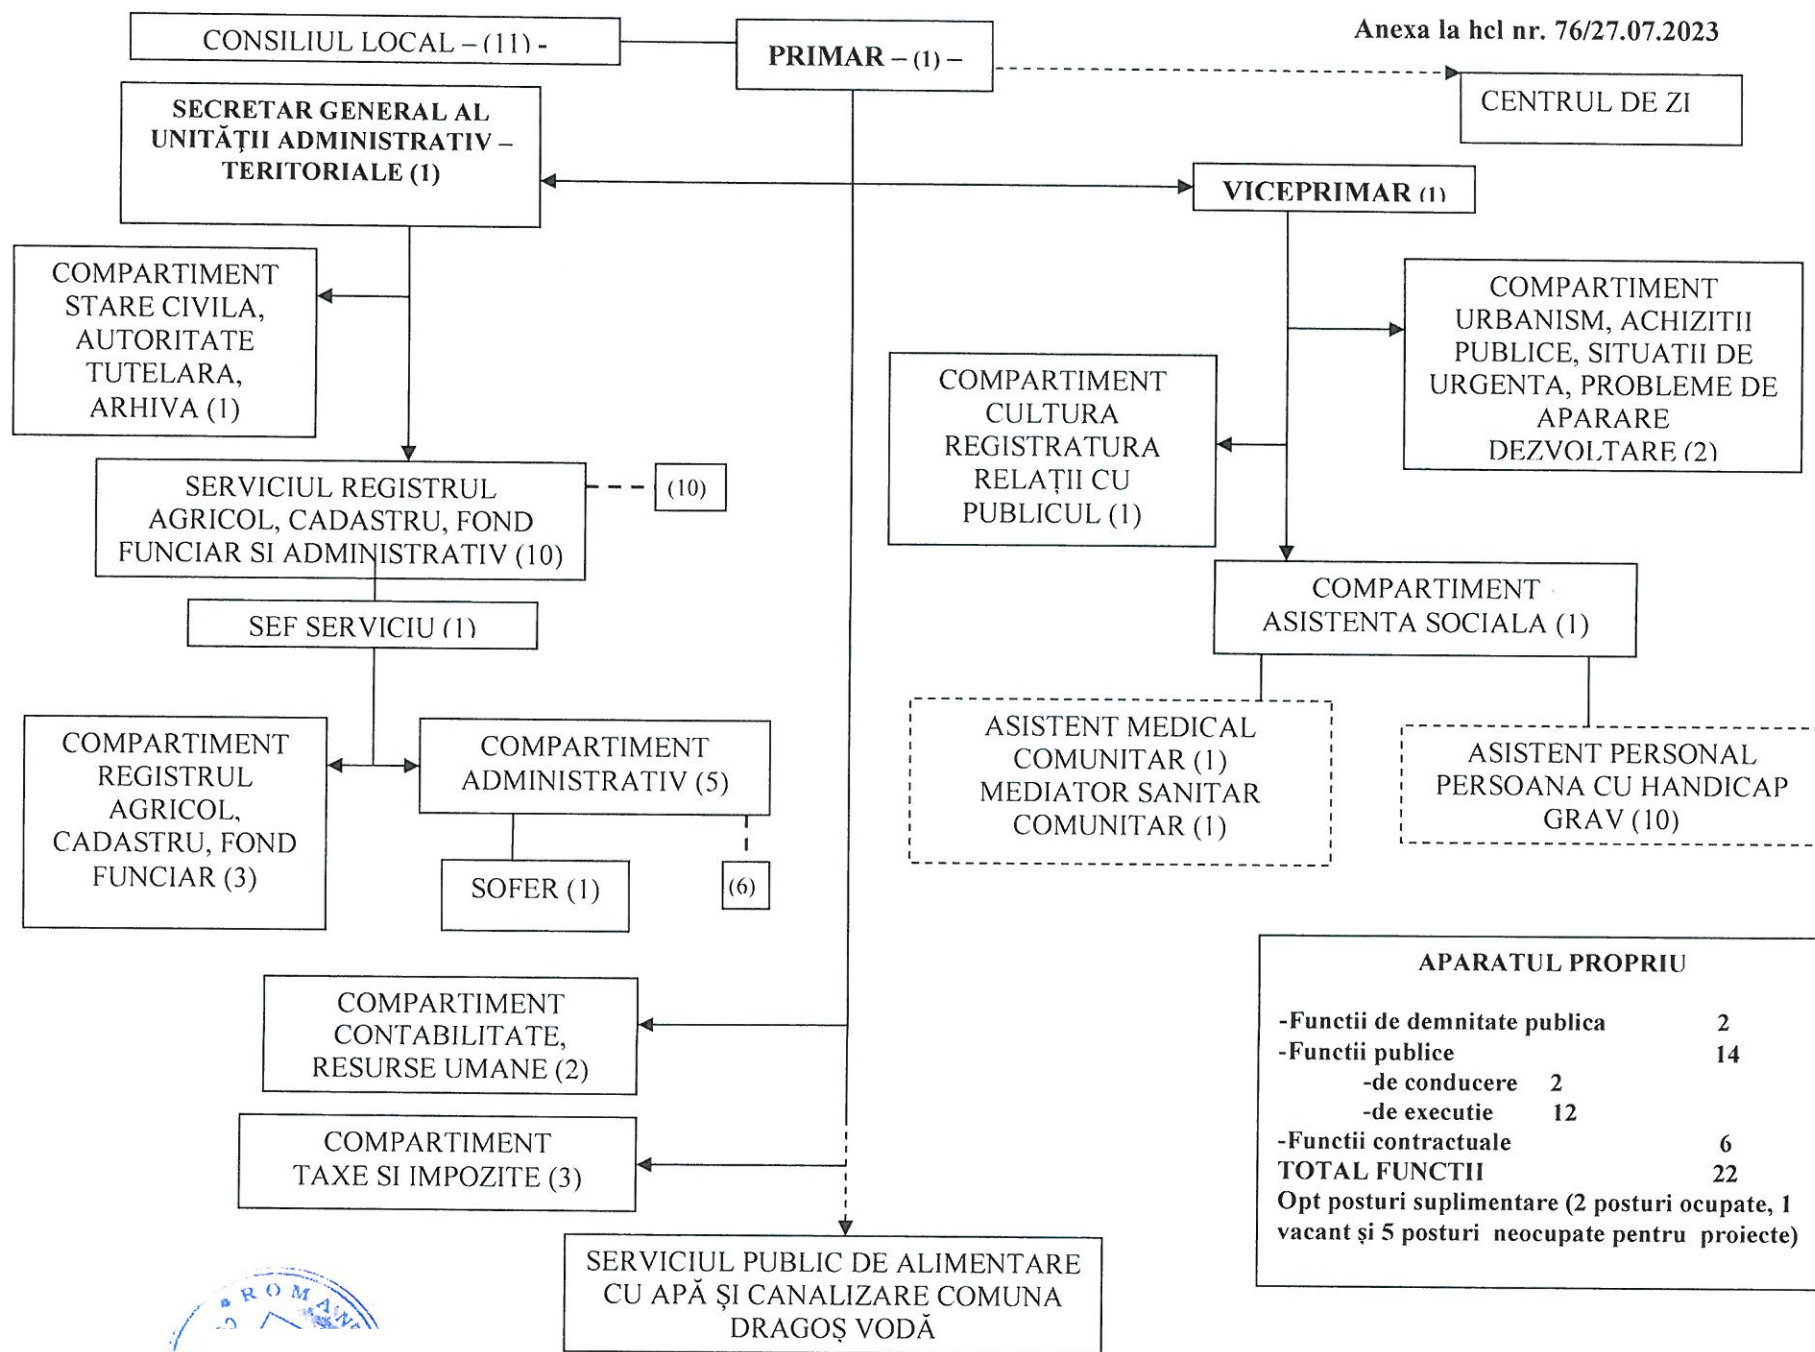 Anexa la hcl nr. 76/27.07.2023
CONSILIUL LOCAL – (11) -
PRIMAR – (1) –
CENTRUL DE ZI
SECRETAR GENERAL AL
UNITĂŢII ADMINISTRATIV –
TERITORIALE (1)
VICEPRIMAR (1)
COMPARTIMENT
STARE CIVILA,
AUTORITATE
TUTELARA,
ARHIVA (1)
COMPARTIMENT
URBANISM, ACHIZITII
PUBLICE, SITUATII DE
URGENTA, PROBLEME DE
APARARE
DEZVOLTARE (2)
COMPARTIMENT
CULTURA
REGISTRATURA
RELAȚII CU
PUBLICUL (1)
SERVICIUL REGISTRUL
AGRICOL, CADASTRU, FOND
FUNCIAR SI ADMINISTRATIV (10)
(10)
SEF SERVICIU (1)
COMPARTIMENT
ASISTENTA SOCIALA (1)
COMPARTIMENT
REGISTRUL
AGRICOL,
CADASTRU, FOND
FUNCIAR (3)
COMPARTIMENT
ADMINISTRATIV (5)
SOFER (1)
(6)
ASISTENT MEDICAL
COMUNITAR (1)
MEDIATOR SANITAR
COMUNITAR (1)
ASISTENT PERSONAL
PERSOANA CU HANDICAP
GRAV (10)
COMPARTIMENT
CONTABILITATE,
RESURSE UMANE (2)
COMPARTIMENT
TAXE SI IMPOZITE (3)
SERVICIUL PUBLIC DE ALIMENTARE
CU APĂ ȘI CANALIZARE COMUNA
DRAGOȘ VODĂ
APARATUL PROPRIU
-Functii de demnitate publica 2
-Functii publice 14
-de conducere 2
-de executie 12
-Functii contractuale 6
TOTAL FUNCTII 22
Opt posturi suplimentare (2 posturi ocupate, 1
vacant și 5 posturi neocupate pentru proiecte)